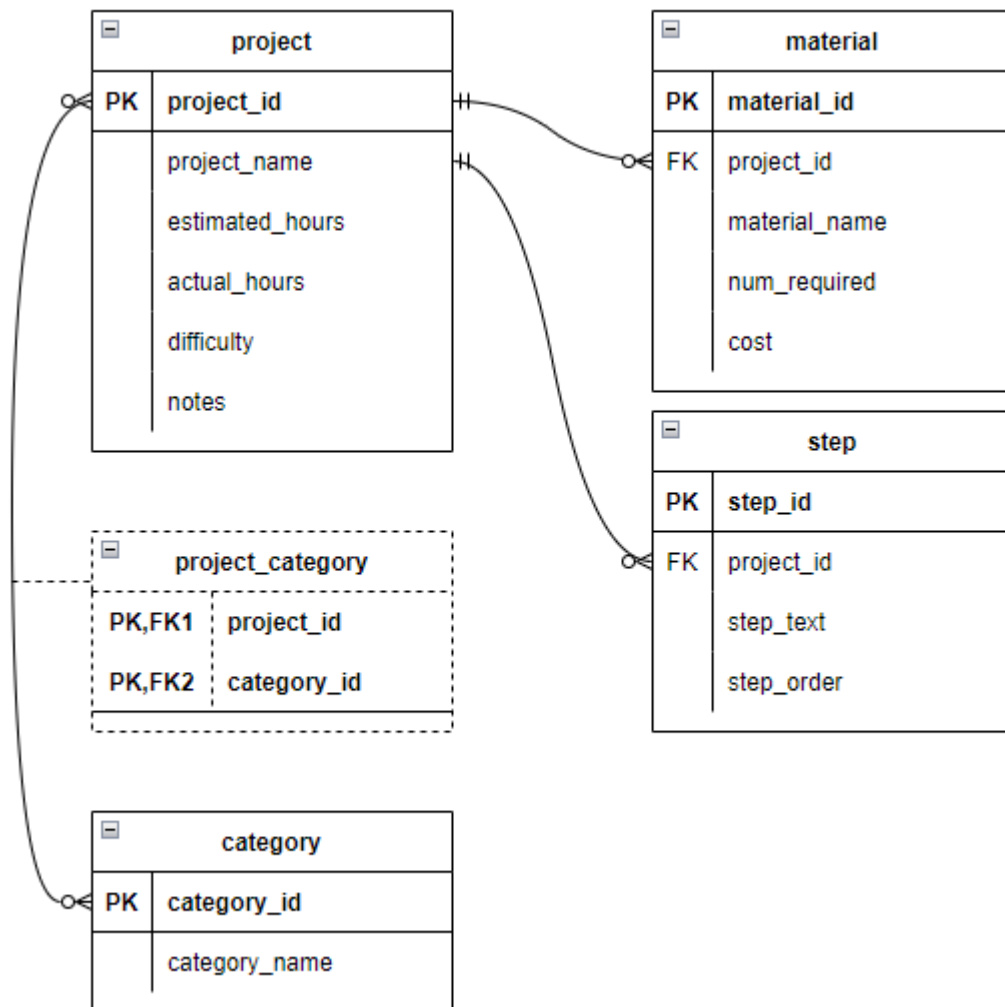 project
PK project_id
project_name
estimated_hours
actual_hours
difficulty
notes
material
PK material_id
FK project_id
material_name
num_required
cost
step
PK step_id
FK project_id
step_text
step_order
project_category
PK,FK1 project_id
PK,FK2 category_id
category
PK category_id
category_name